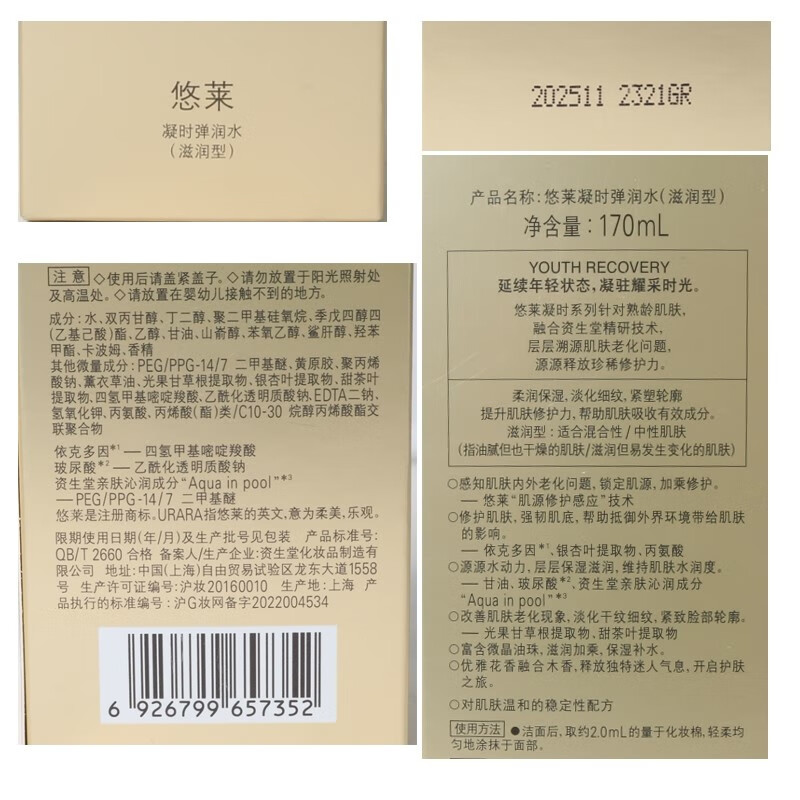 悠莱
凝时弹润水
(滋润型)
202511 2321GR
产品名称:悠莱凝时弹润水(滋润型)
净含量:170mL
YOUTH RECOVERY
延续年轻状态,凝驻耀采时光。
悠莱凝时系列针对熟龄肌肤,
融合资生堂精研技术,
层层溯源肌肤老化问题,
源源释放珍稀修护力。
柔润保湿、淡化细纹、紧塑轮廓
提升肌肤修护力,帮助肌肤吸收有效成分。
滋润型:适合混合性/中性肌肤
(指油腻但也干燥的肌肤/滋润但易发生变化的肌肤)
○感知肌肤内外老化问题,锁定肌源,加乘修护。
— 悠莱“肌源修护感应”技术
○修护肌肤,强韧肌底,帮助抵御外界环境带给肌肤
的影响。
— 依克多因*1、银杏叶提取物、丙氨酸
○源源水动力,层层保湿滋润,维持肌肤水润度。
— 甘油、玻尿酸*2、资生堂亲肤沁润成分
“Aqua in pool”*3
○改善肌肤老化现象,淡化干纹细纹,紧致脸部轮廓。
— 光果甘草根提取物、甜茶叶提取物
○富含微晶油珠,滋润加乘,保湿补水。
○优雅花香融合木香,释放独特迷人气息,开启护肤
之旅。
○对肌肤温和的稳定性配方
使用方法 ●洁面后,取约2.0mL的量于化妆棉,轻柔均
匀地涂抹于面部。
注意 ◇使用后请盖紧盖子。◇请勿放置于阳光照射处
及高温处。◇请放置在婴幼儿接触不到的地方。
成分:水、双丙甘醇、丁二醇、聚二甲基硅氧烷、季戊四醇四
(乙基己酸)酯、乙醇、甘油、山嵛醇、苯氧乙醇、鲨肝醇、羟苯
甲酯、卡波姆、香精
其他微量成分:PEG/PPG-14/7 二甲基醚、黄原胶、聚丙烯
酸钠、薰衣草油、光果甘草根提取物、银杏叶提取物、甜茶叶
提取物、四氢甲基嘧啶羧酸、乙酰化透明质酸钠、EDTA二钠、
氢氧化钾、丙氨酸、丙烯酸(酯)类/C10-30 烷醇丙烯酸酯交
联聚合物
依克多因*1 — 四氢甲基嘧啶羧酸
玻尿酸*2 — 乙酰化透明质酸钠
资生堂亲肤沁润成分“Aqua in pool”*3
— PEG/PPG-14/7 二甲基醚
悠莱是注册商标。URARA指悠莱的英文,意为柔美、乐观。
限期使用日期(年/月)及生产批号见包装 产品标准号:
QB/T 2660 合格 备案人/生产企业:资生堂化妆品制造有
限公司 地址:中国(上海)自由贸易试验区龙东大道1558
号 生产许可证编号:沪妆20160010 生产地:上海 产
品执行的标准编号:沪G妆网备字2022004534
6 926799 657352